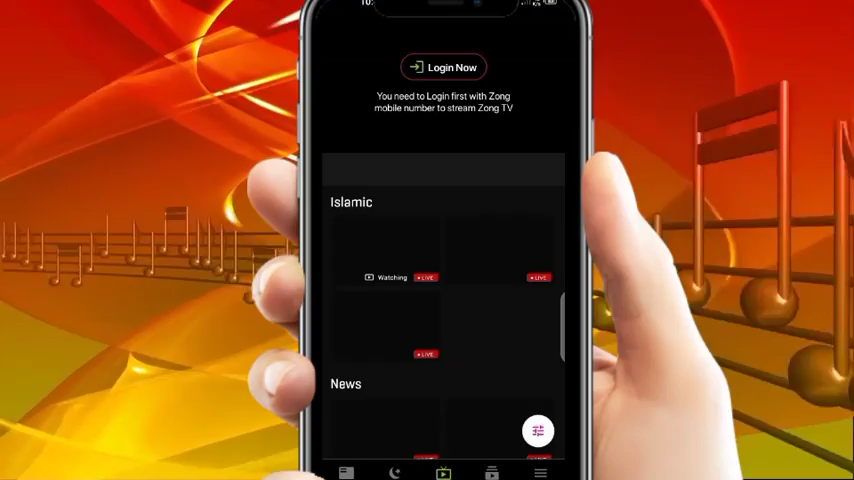 Login Now
You need to Login first with Zong
mobile number to stream Zong TV
Islamic
Watching LIVE LIVE
LIVE
News